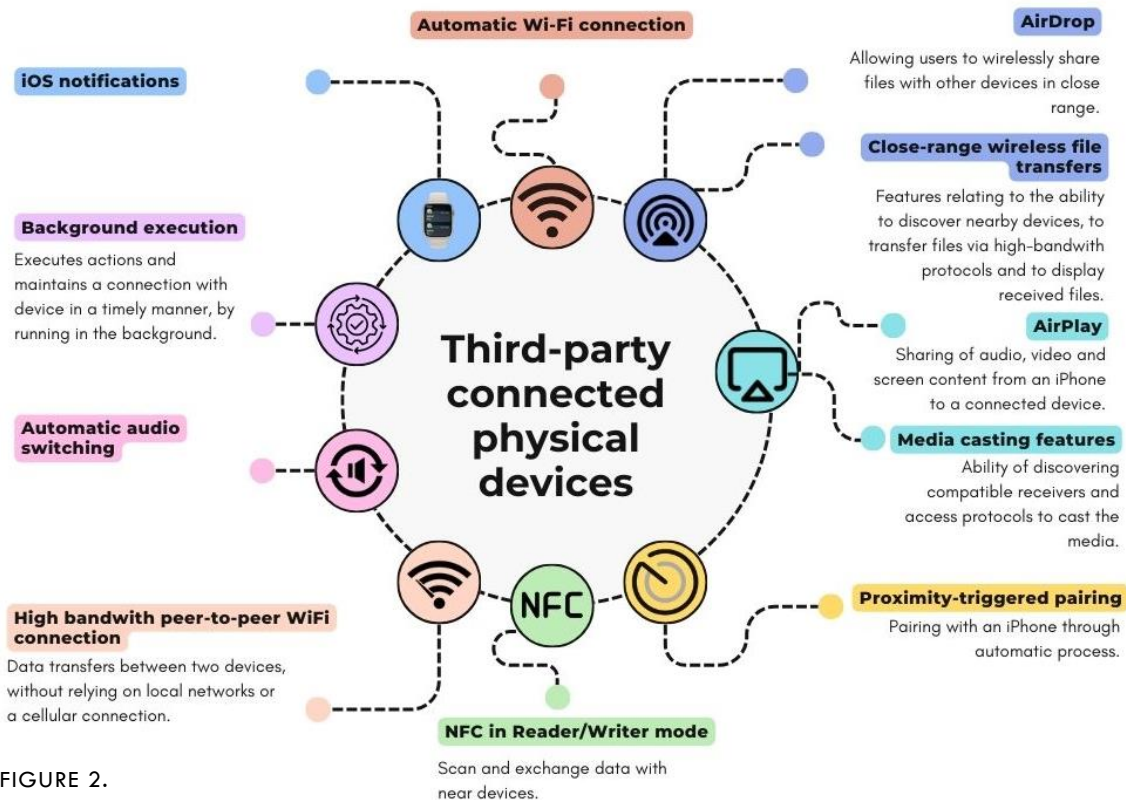 Automatic Wi-Fi connection
AirDrop
Allowing users to wirelessly share
files with other devices in close
range.
iOS notifications
Close-range wireless file
transfers
Features relating to the ability
to discover nearby devices, to
transfer files via high-bandwith
protocols and to display
received files.
Background execution
Executes actions and
maintains a connection with
device in a timely manner, by
running in the background.
Third-party
connected
physical
devices
AirPlay
Sharing of audio, video and
screen content from an iPhone
to a connected device.
Automatic audio
switching
Media casting features
Ability of discovering
compatible receivers and
access protocols to cast the
media.
Proximity-triggered pairing
Pairing with an iPhone through
automatic process.
High bandwith peer-to-peer WiFi
connection
Data transfers between two devices,
without relying on local networks or
a cellular connection.
NFC
NFC in Reader/Writer mode
Scan and exchange data with
near devices.
FIGURE 2.